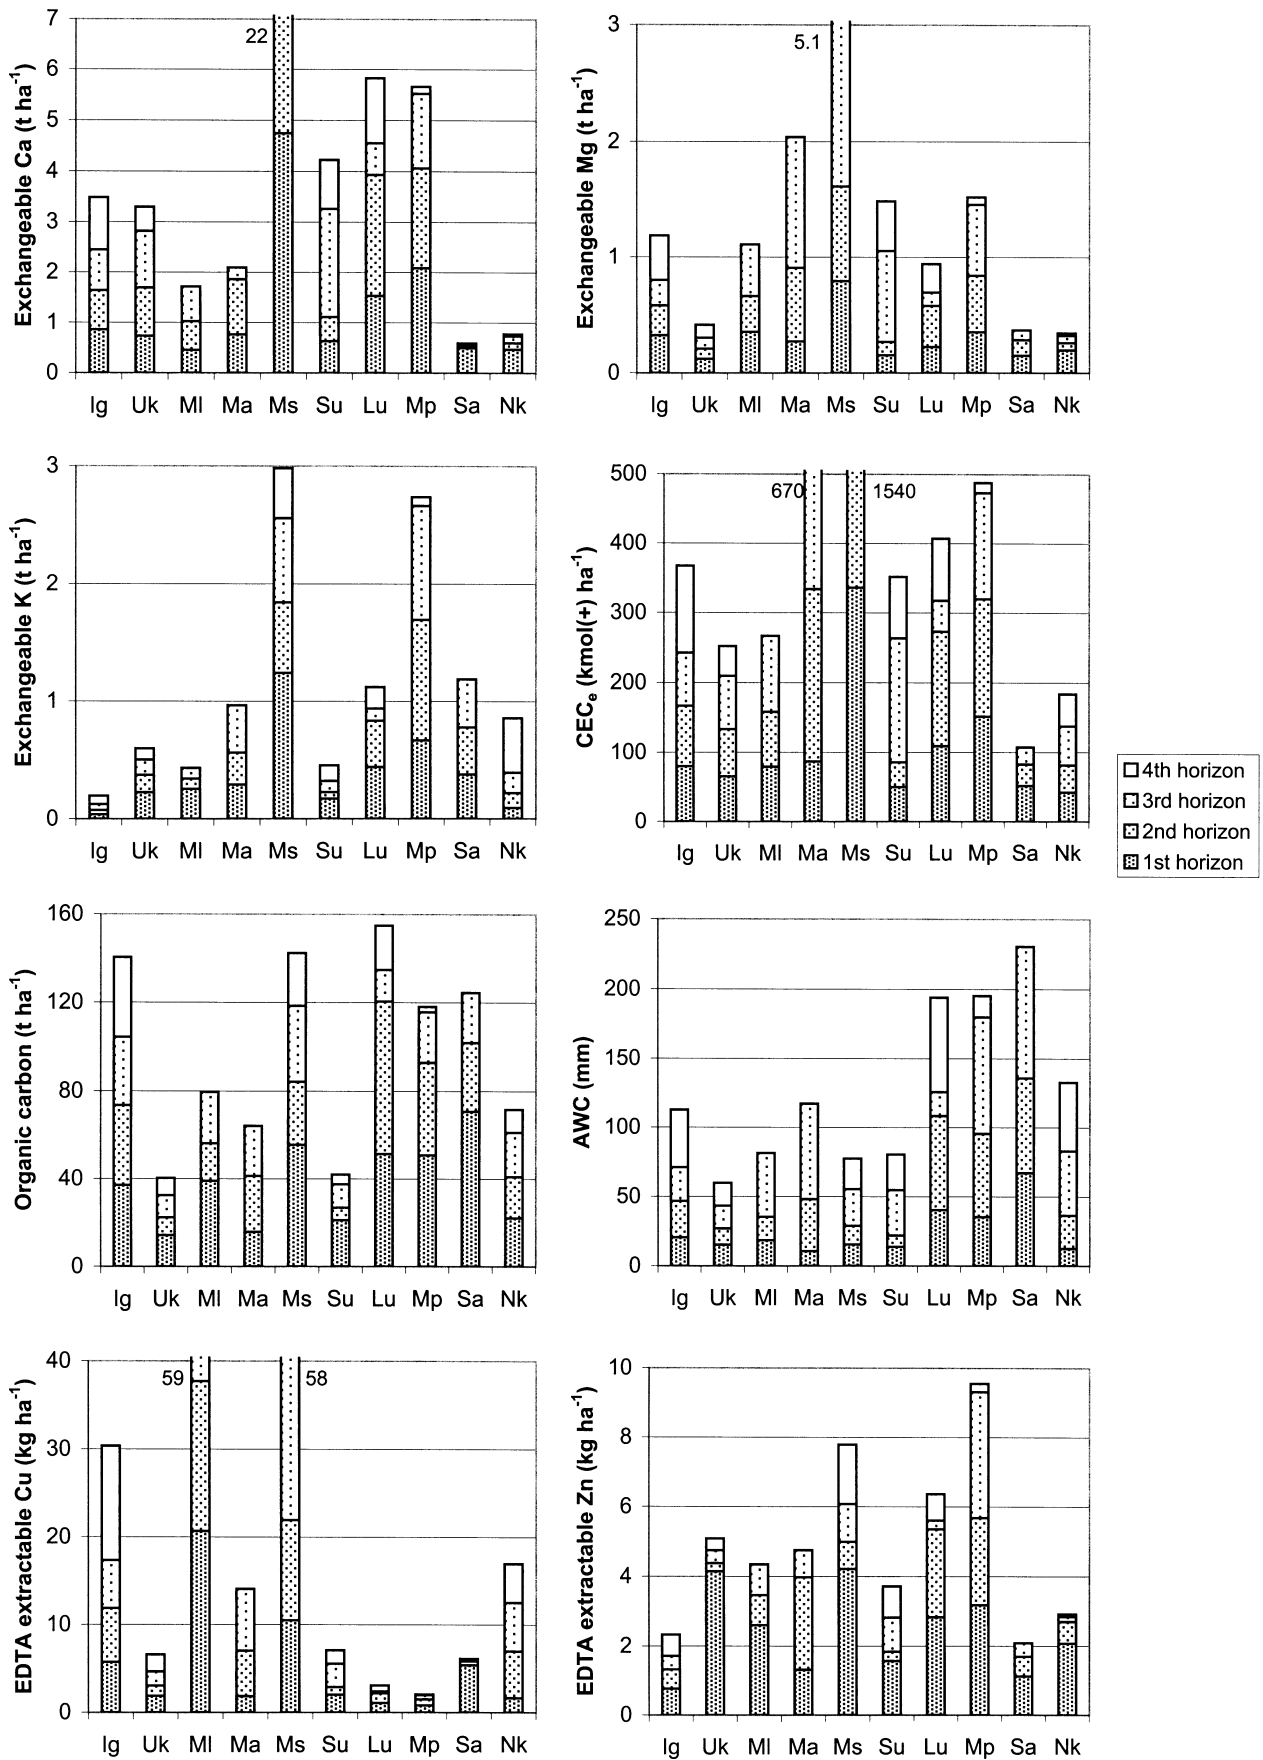 Exchangeable Ca (t ha⁻¹)
7
6
5
4
3
2
1
0
22
Ig Uk Ml Ma Ms Su Lu Mp Sa Nk
Exchangeable Mg (t ha⁻¹)
3
2
1
0
5.1
Ig Uk Ml Ma Ms Su Lu Mp Sa Nk
Exchangeable K (t ha⁻¹)
3
2
1
0
Ig Uk Ml Ma Ms Su Lu Mp Sa Nk
CECₑ (kmol(+) ha⁻¹)
500
400
300
200
100
0
670
1540
Ig Uk Ml Ma Ms Su Lu Mp Sa Nk
4th horizon
3rd horizon
2nd horizon
1st horizon
Organic carbon (t ha⁻¹)
160
120
80
40
0
Ig Uk Ml Ma Ms Su Lu Mp Sa Nk
AWC (mm)
250
200
150
100
50
0
Ig Uk Ml Ma Ms Su Lu Mp Sa Nk
EDTA extractable Cu (kg ha⁻¹)
40
30
20
10
0
59
58
Ig Uk Ml Ma Ms Su Lu Mp Sa Nk
EDTA extractable Zn (kg ha⁻¹)
10
8
6
4
2
0
Ig Uk Ml Ma Ms Su Lu Mp Sa Nk